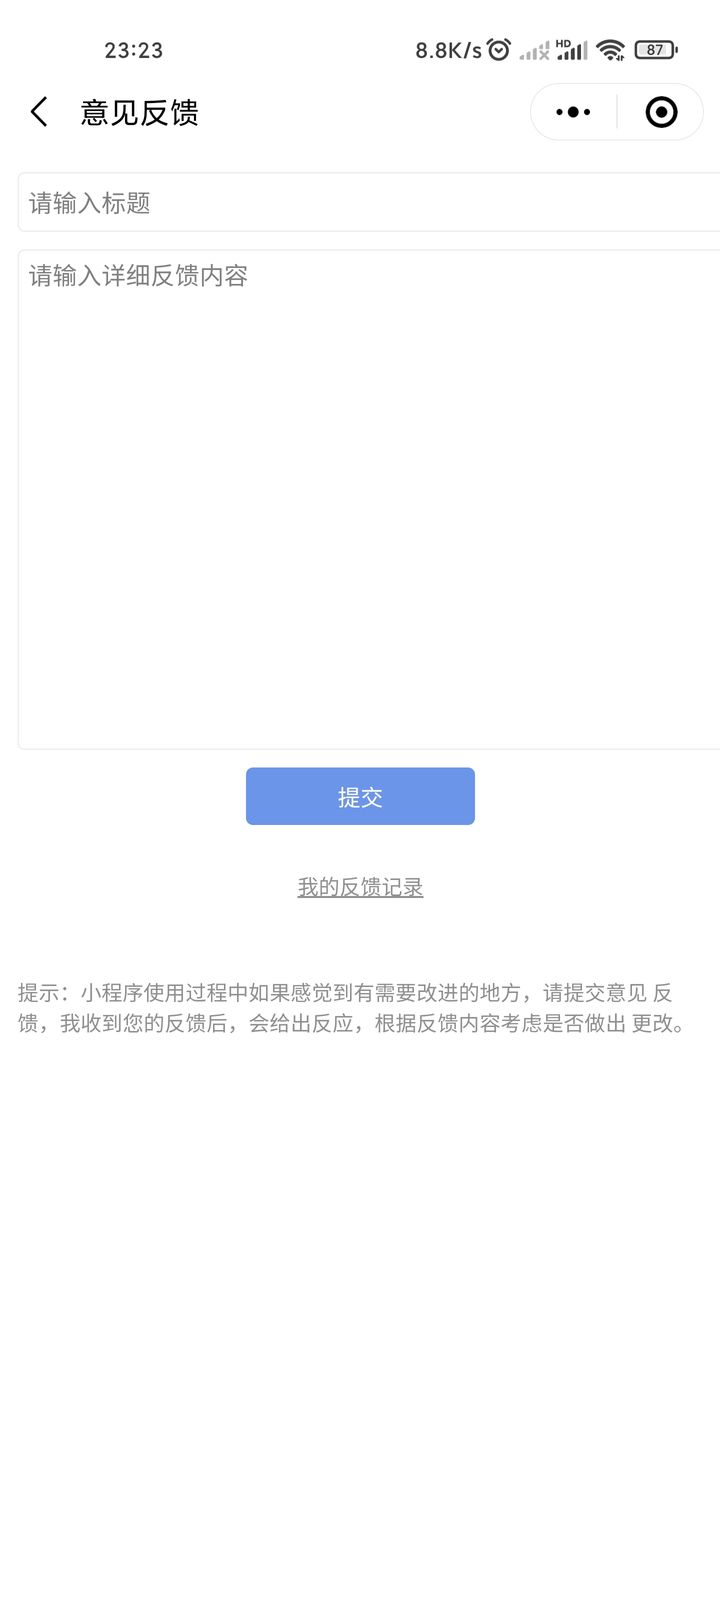 23:23 8.8K/s HD 87
意见反馈
请输入标题
请输入详细反馈内容
提交
我的反馈记录
提示：小程序使用过程中如果感觉到有需要改进的地方，请提交意见 反
馈，我收到您的反馈后，会给出反应，根据反馈内容考虑是否做出 更改。